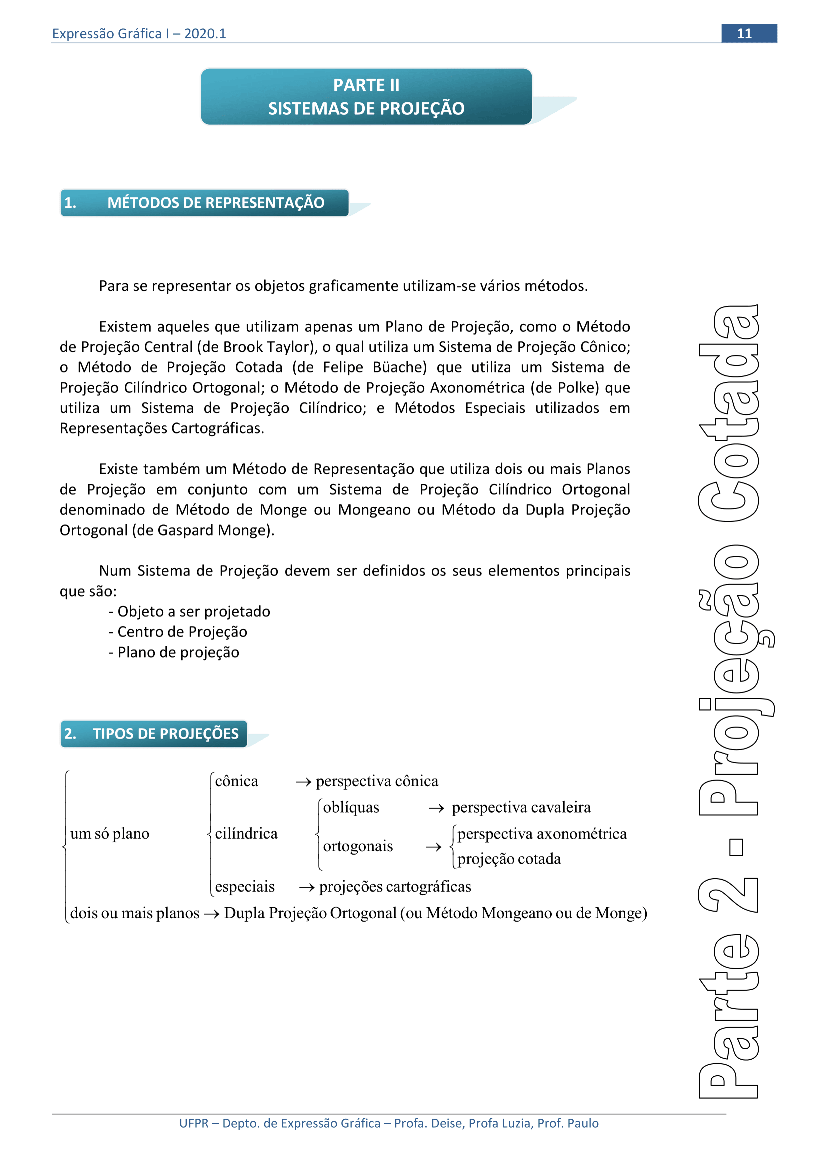 Expressão Gráfica I – 2020.1
11
PARTE II
SISTEMAS DE PROJEÇÃO
1. MÉTODOS DE REPRESENTAÇÃO
Para se representar os objetos graficamente utilizam-se vários métodos.
Existem aqueles que utilizam apenas um Plano de Projeção, como o Método
de Projeção Central (de Brook Taylor), o qual utiliza um Sistema de Projeção Cônico;
o Método de Projeção Cotada (de Felipe Büache) que utiliza um Sistema de
Projeção Cilíndrico Ortogonal; o Método de Projeção Axonométrica (de Polke) que
utiliza um Sistema de Projeção Cilíndrico; e Métodos Especiais utilizados em
Representações Cartográficas.
Existe também um Método de Representação que utiliza dois ou mais Planos
de Projeção em conjunto com um Sistema de Projeção Cilíndrico Ortogonal
denominado de Método de Monge ou Mongeano ou Método da Dupla Projeção
Ortogonal (de Gaspard Monge).
Num Sistema de Projeção devem ser definidos os seus elementos principais
que são:
- Objeto a ser projetado
- Centro de Projeção
- Plano de projeção
2. TIPOS DE PROJEÇÕES
cônica → perspectiva cônica
oblíquas → perspectiva cavaleira
um só plano cilíndrica
ortogonais → perspectiva axonométrica
projeção cotada
especiais → projeções cartográficas
dois ou mais planos → Dupla Projeção Ortogonal (ou Método Mongeano ou de Monge)
Parte 2 - Projeção Cotada
UFPR – Depto. de Expressão Gráfica – Profa. Deise, Profa Luzia, Prof. Paulo